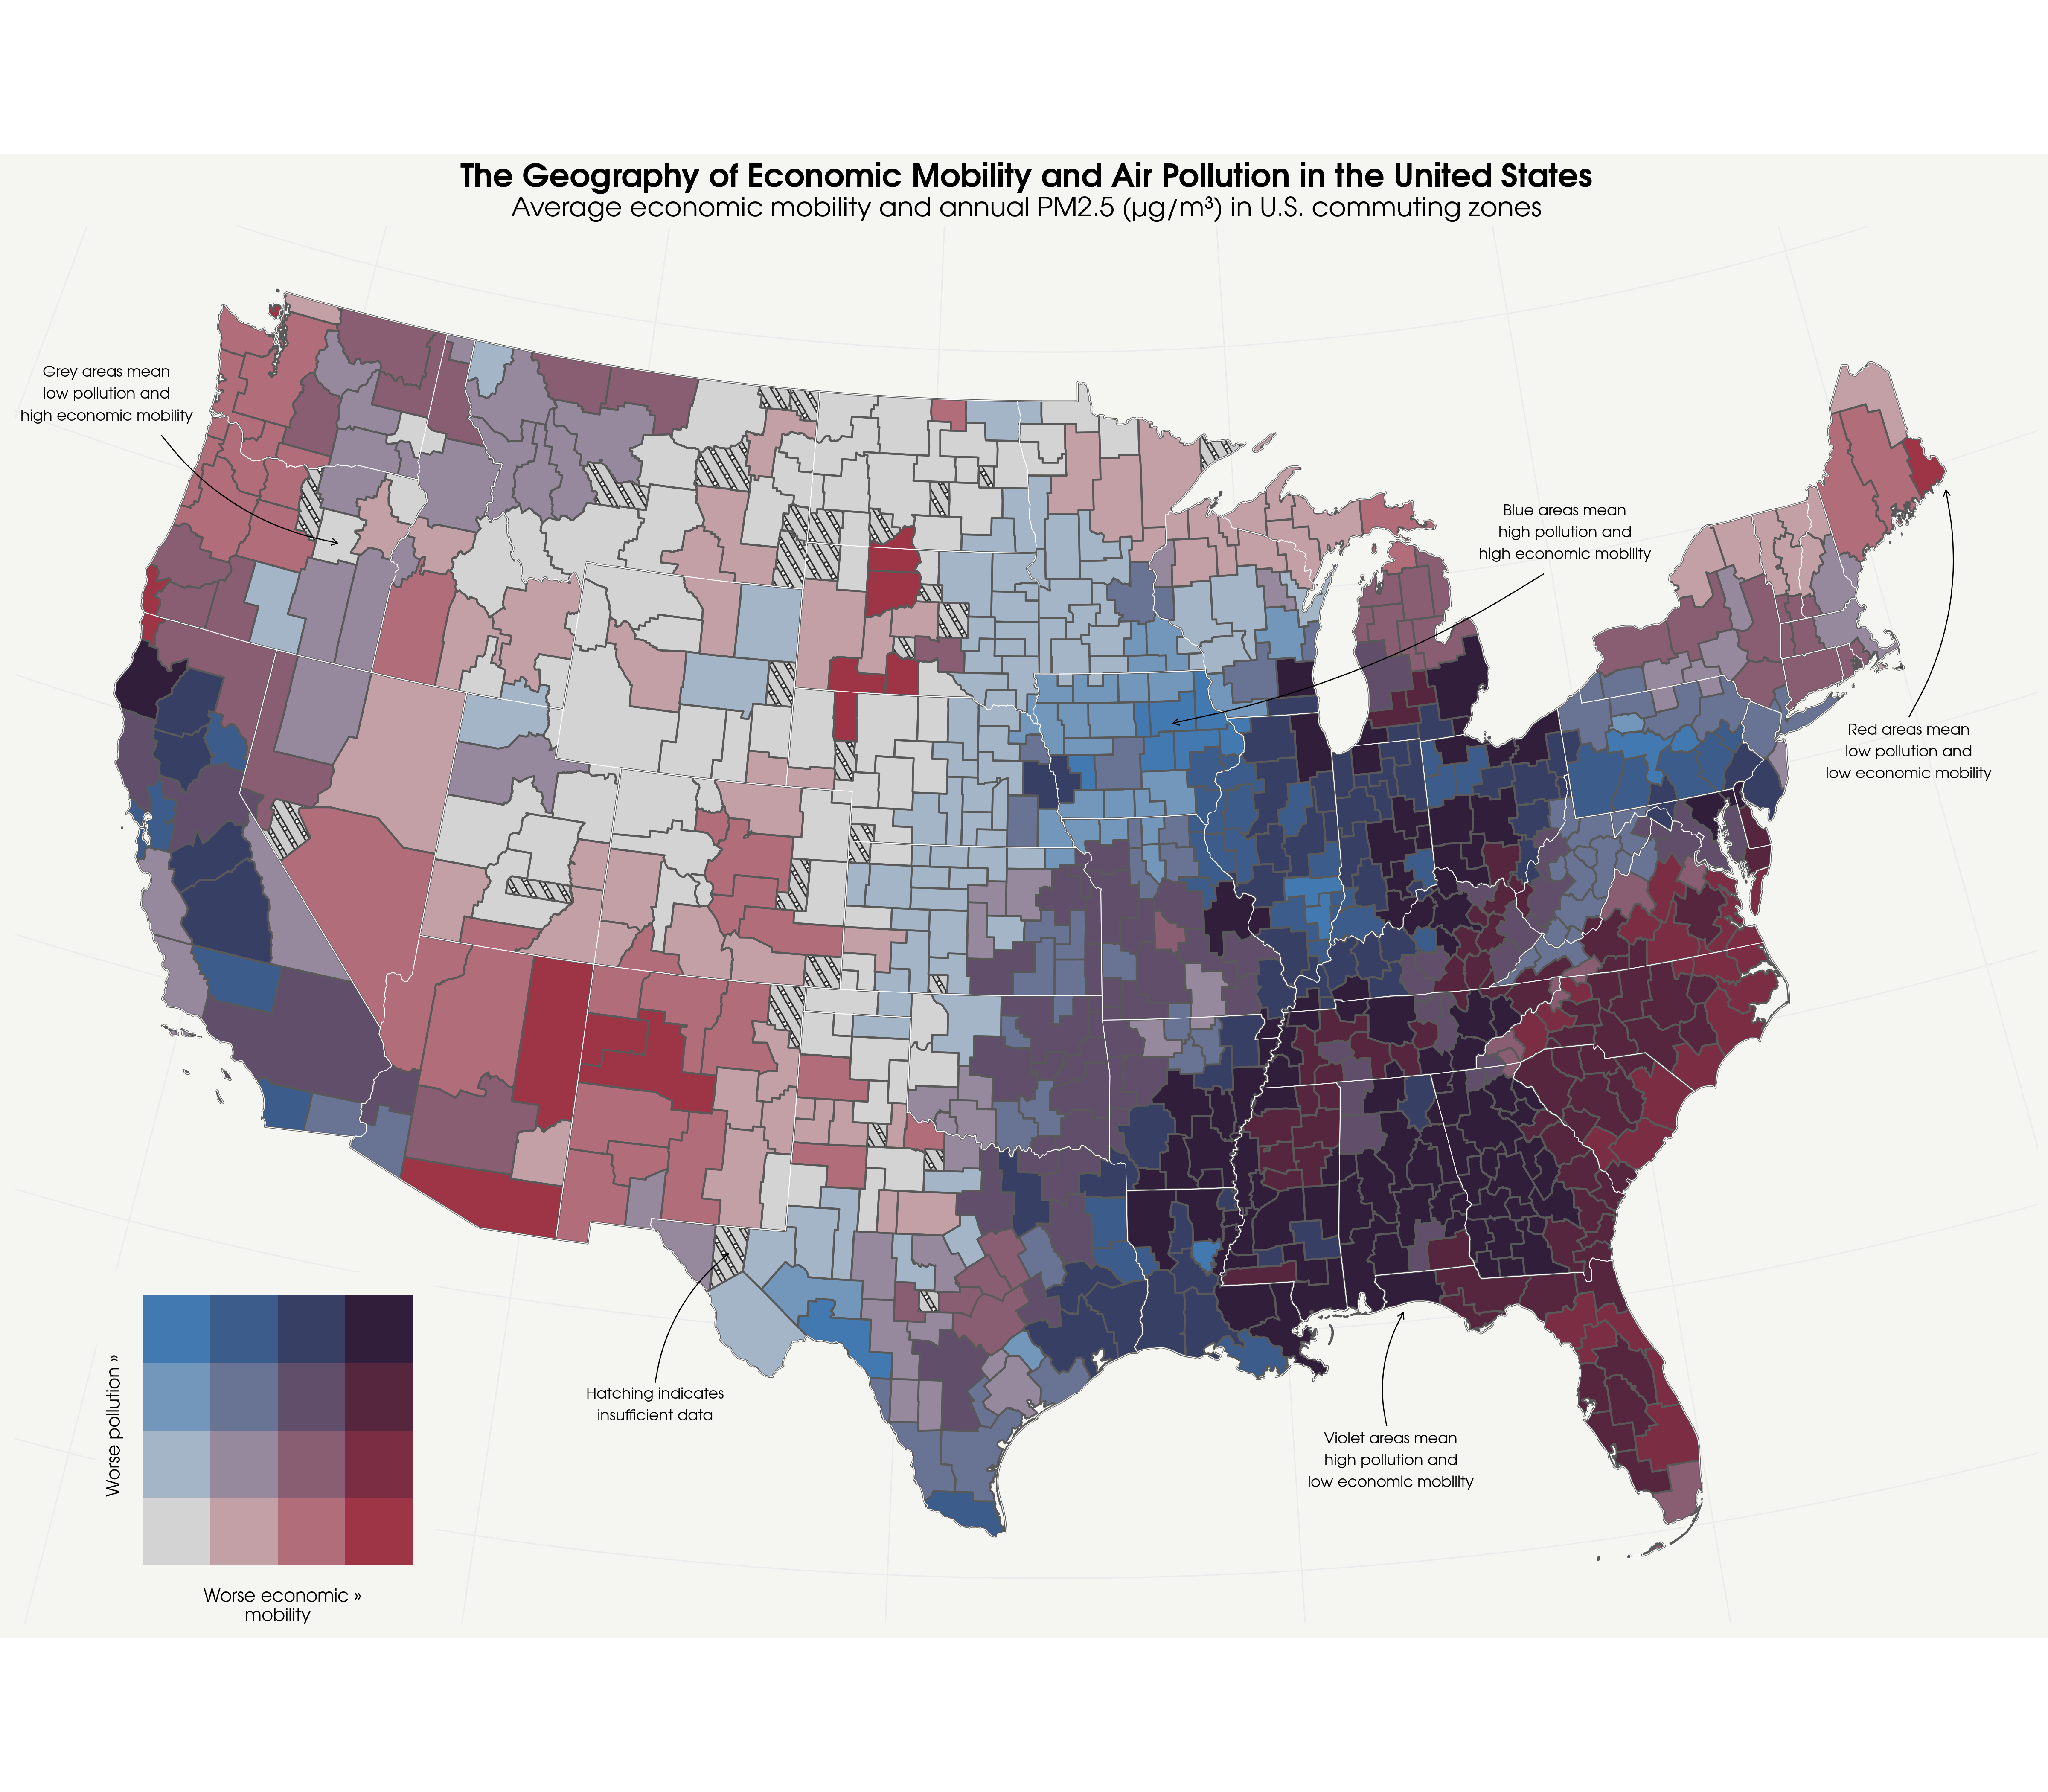 The Geography of Economic Mobility and Air Pollution in the United States
Average economic mobility and annual PM2.5 (µg/m³) in U.S. commuting zones
Grey areas mean
low pollution and
high economic mobility
Blue areas mean
high pollution and
high economic mobility
Red areas mean
low pollution and
low economic mobility
Hatching indicates
insufficient data
Violet areas mean
high pollution and
low economic mobility
Worse pollution »
Worse economic »
mobility